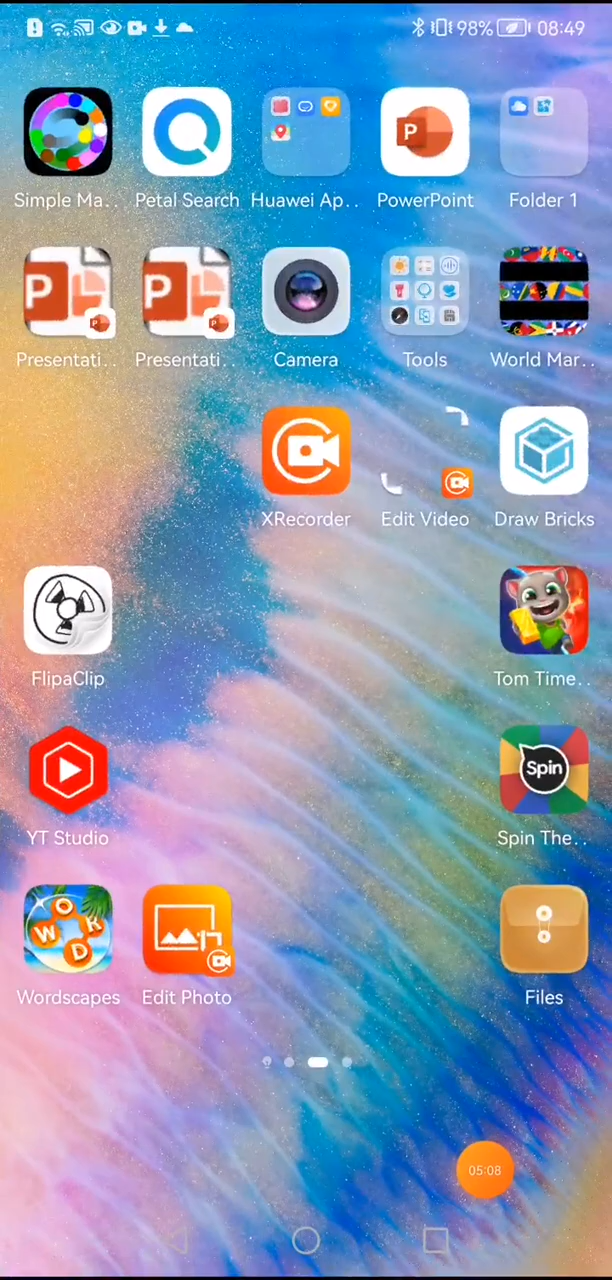 98% 08:49
Simple Ma.. Petal Search Huawei Ap.. PowerPoint Folder 1
P
P P
Presentati.. Presentati.. Camera Tools World Mar..
XRecorder Edit Video Draw Bricks
FlipaClip Tom Time..
Spin
YT Studio Spin The..
W O R D
Wordscapes Edit Photo Files
05:08